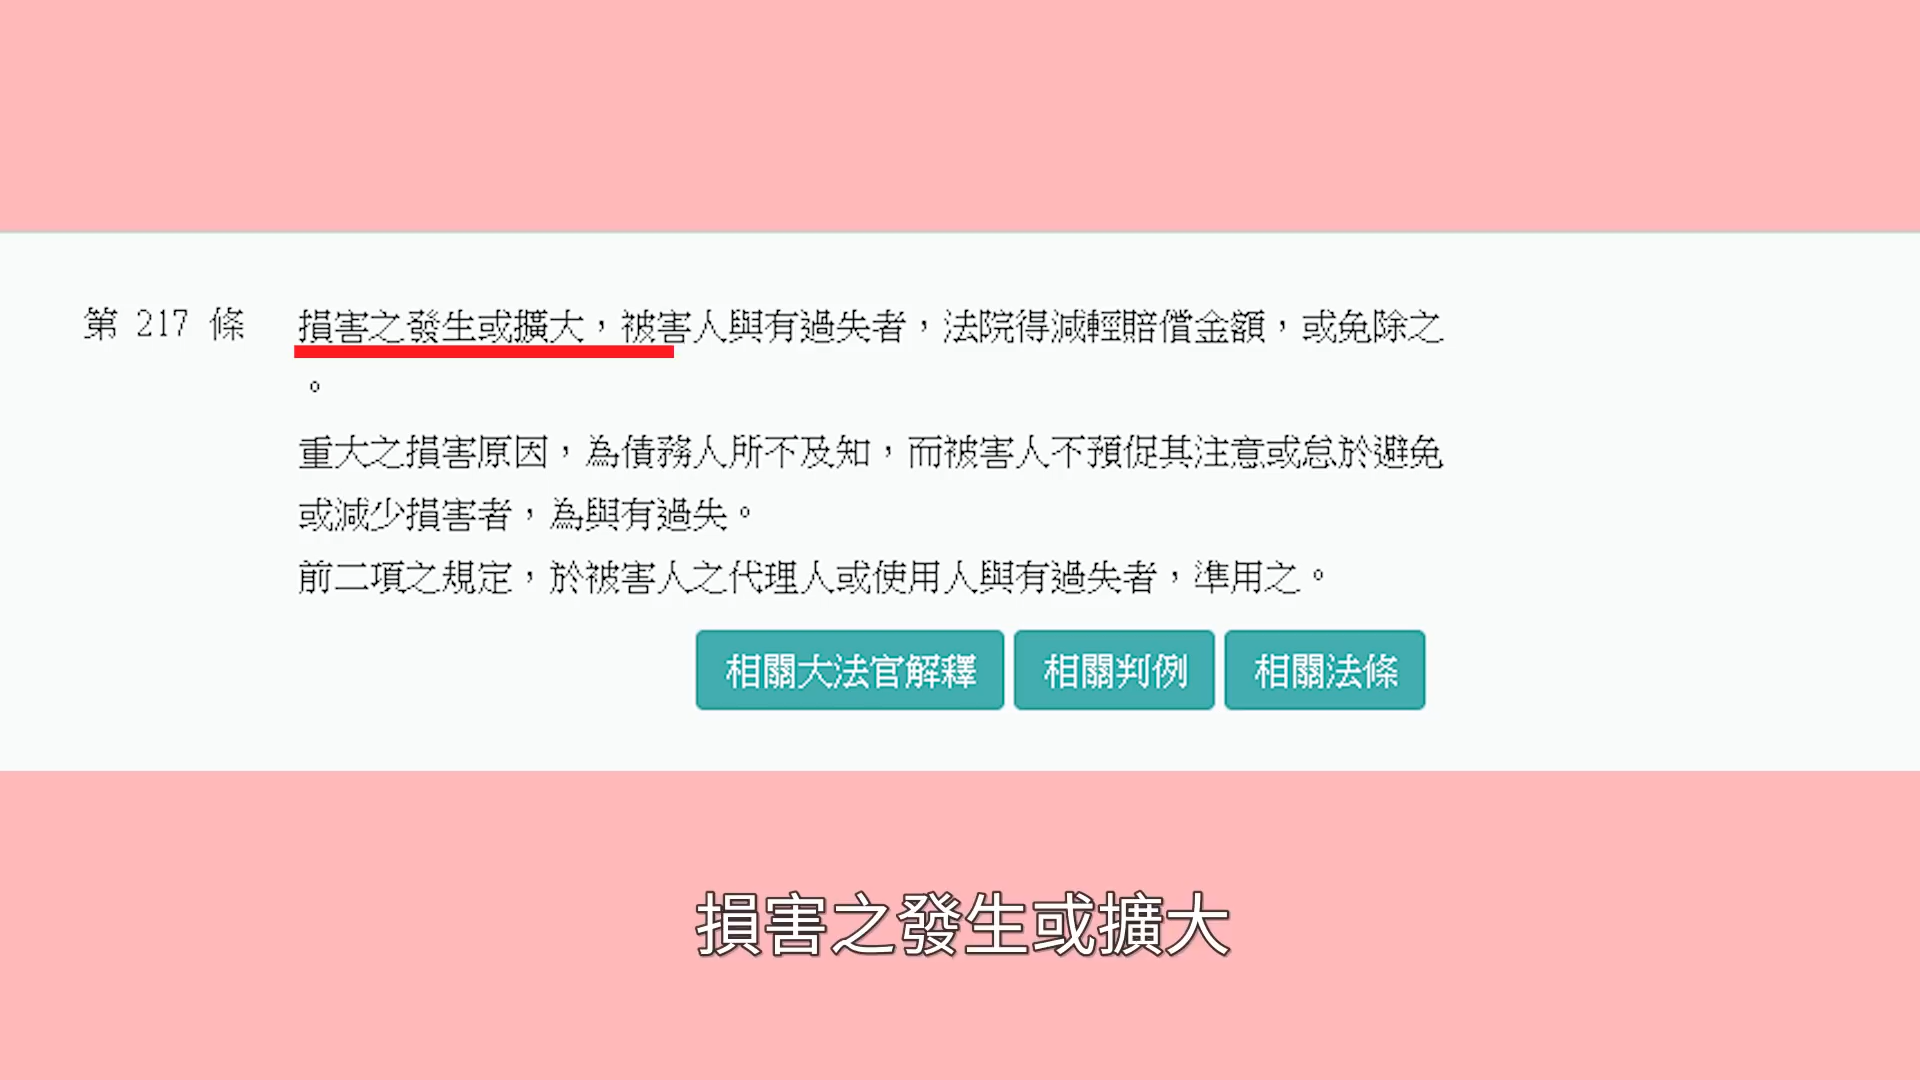 第 217 條
損害之發生或擴大，被害人與有過失者，法院得減輕賠償金額，或免除之
。
重大之損害原因，為債務人所不及知，而被害人不預促其注意或怠於避免
或減少損害者，為與有過失。
前二項之規定，於被害人之代理人或使用人與有過失者，準用之。
相關大法官解釋
相關判例
相關法條
損害之發生或擴大